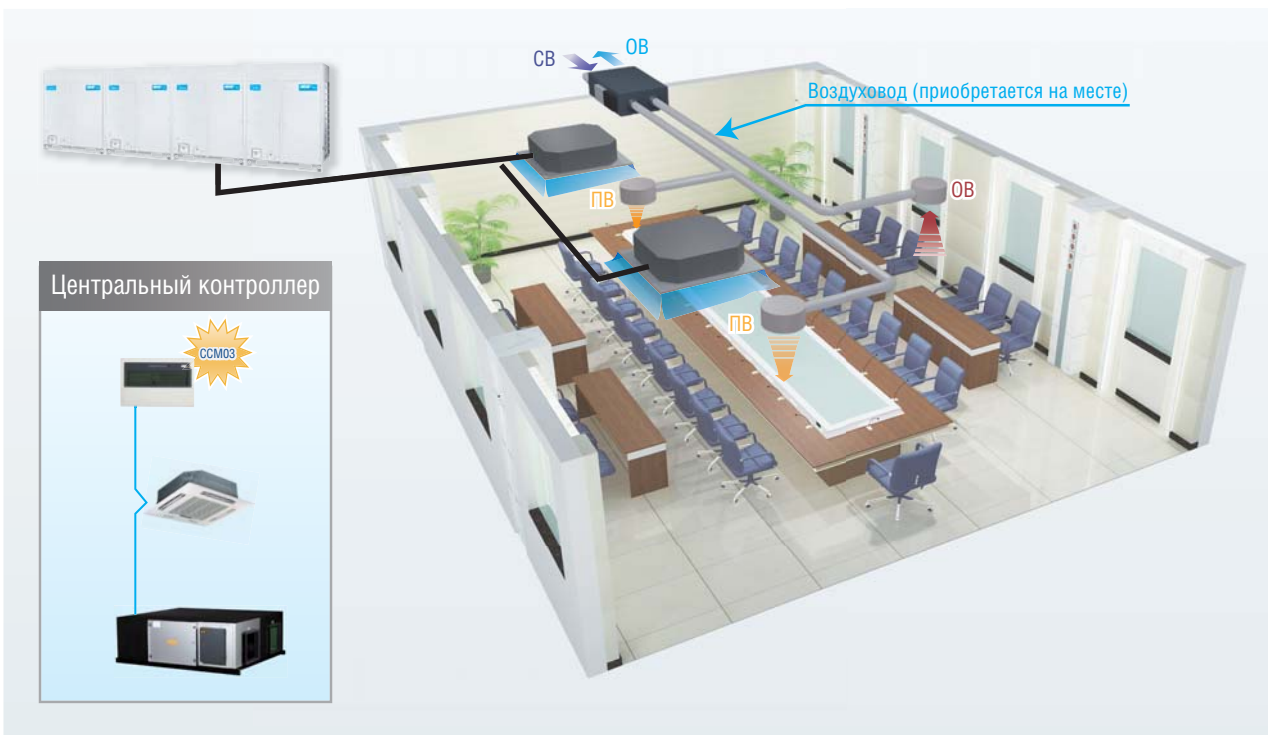 СВ
ОВ
Воздуховод (приобретается на месте)
ПВ
ОВ
ПВ
Центральный контроллер
CCM03